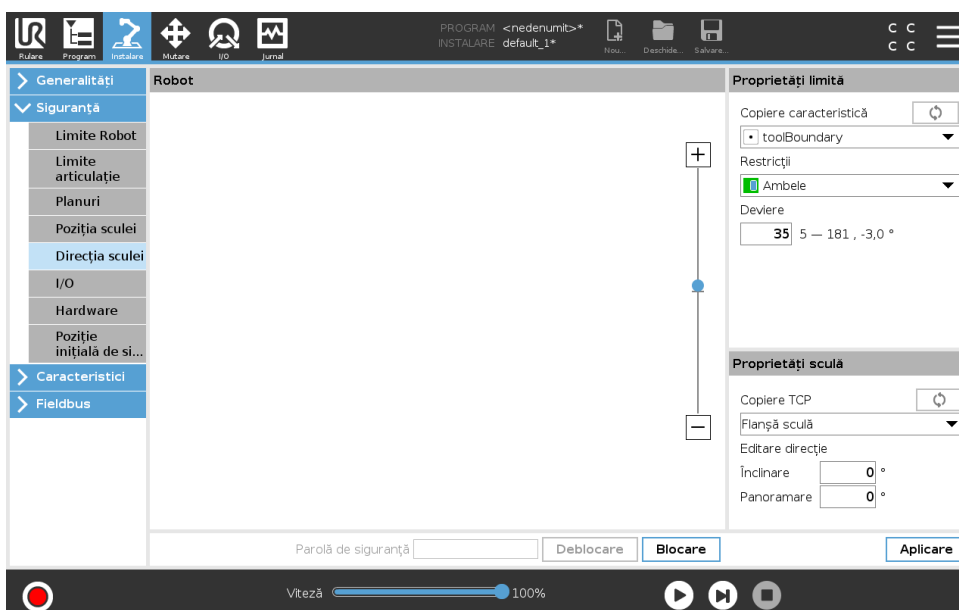 UR
Rulare
Program
Instalare
Mutare
I/O
Jurnal
PROGRAM <nedenumit>*
INSTALARE default_1*
Nou...
Deschide...
Salvare...
C C
C C
Generalități
Siguranță
Limite Robot
Limite
articulație
Planuri
Poziția sculei
Direcția sculei
I/O
Hardware
Poziție
inițială de si...
Caracteristici
Fieldbus
Robot
+
−
Proprietăți limită
Copiere caracteristică
toolBoundary
Restricții
Ambele
Deviere
35 5 — 181 , -3,0 °
Proprietăți sculă
Copiere TCP
Flanșă sculă
Editare direcție
Înclinare 0 °
Panoramare 0 °
Parolă de siguranță
Deblocare
Blocare
Aplicare
Viteză 100%